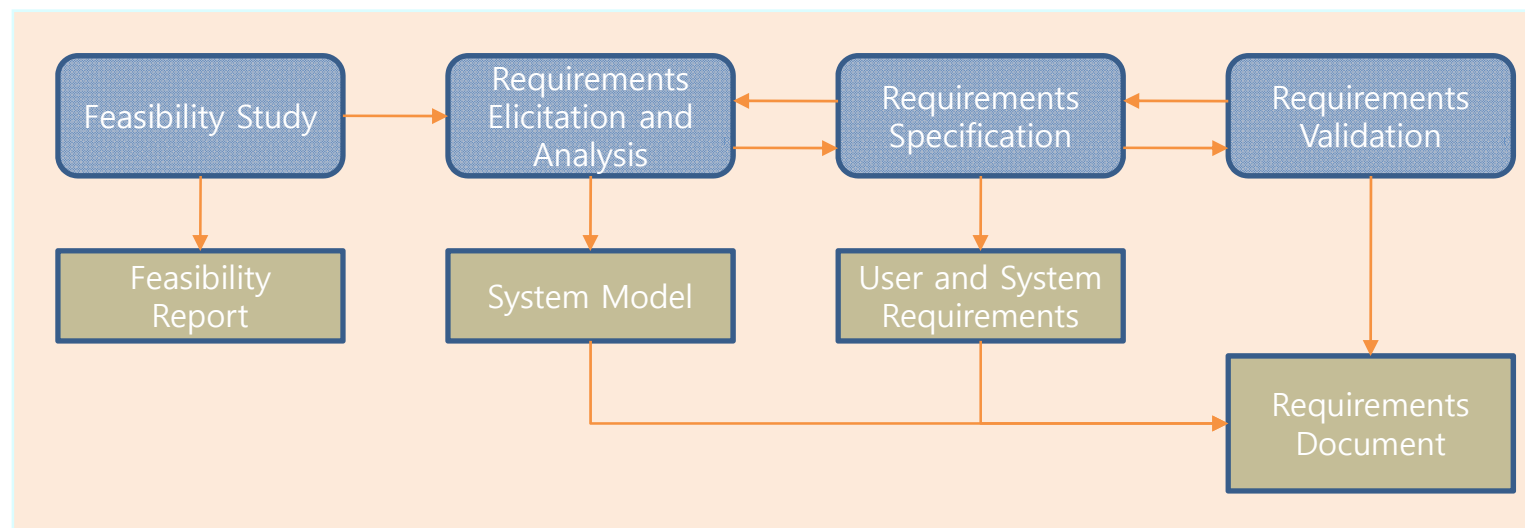 Feasibility Study
Requirements
Elicitation and
Analysis
Requirements
Specification
Requirements
Validation
Feasibility
Report
System Model
User and System
Requirements
Requirements
Document